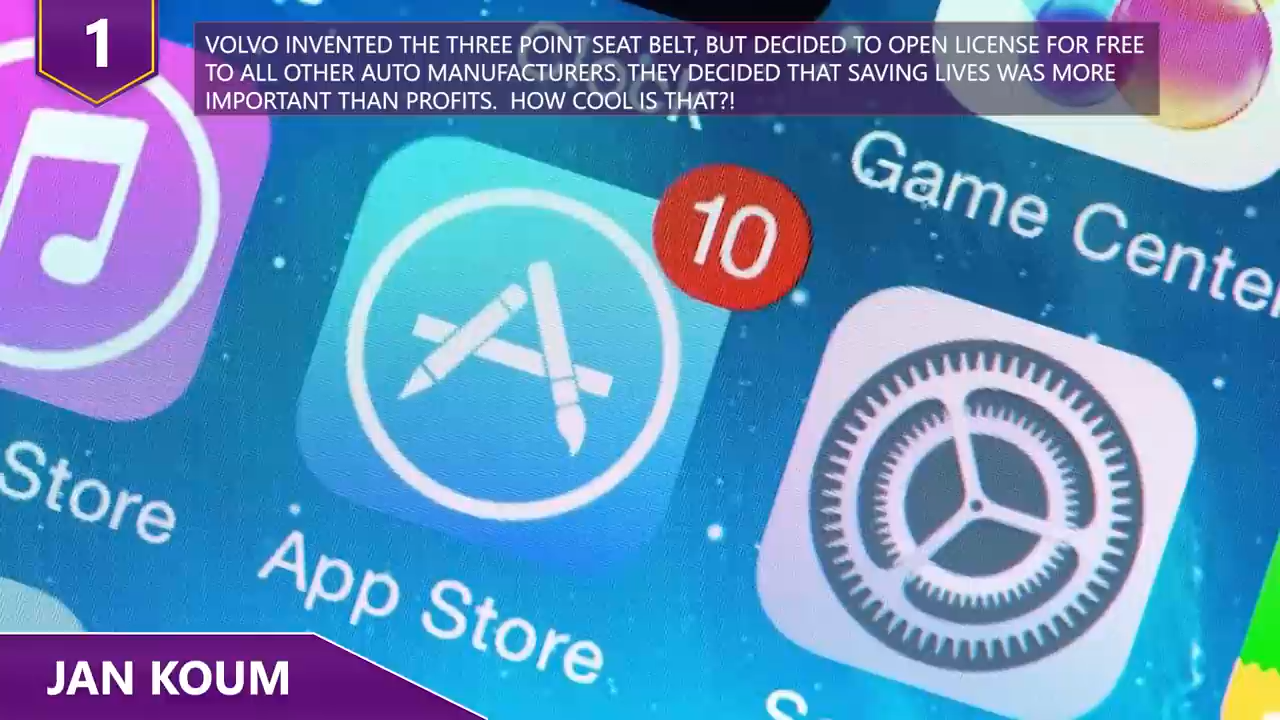 1
VOLVO INVENTED THE THREE POINT SEAT BELT, BUT DECIDED TO OPEN LICENSE FOR FREE
TO ALL OTHER AUTO MANUFACTURERS. THEY DECIDED THAT SAVING LIVES WAS MORE
IMPORTANT THAN PROFITS. HOW COOL IS THAT?!
Game Center
10
Store
App Store
JAN KOUM